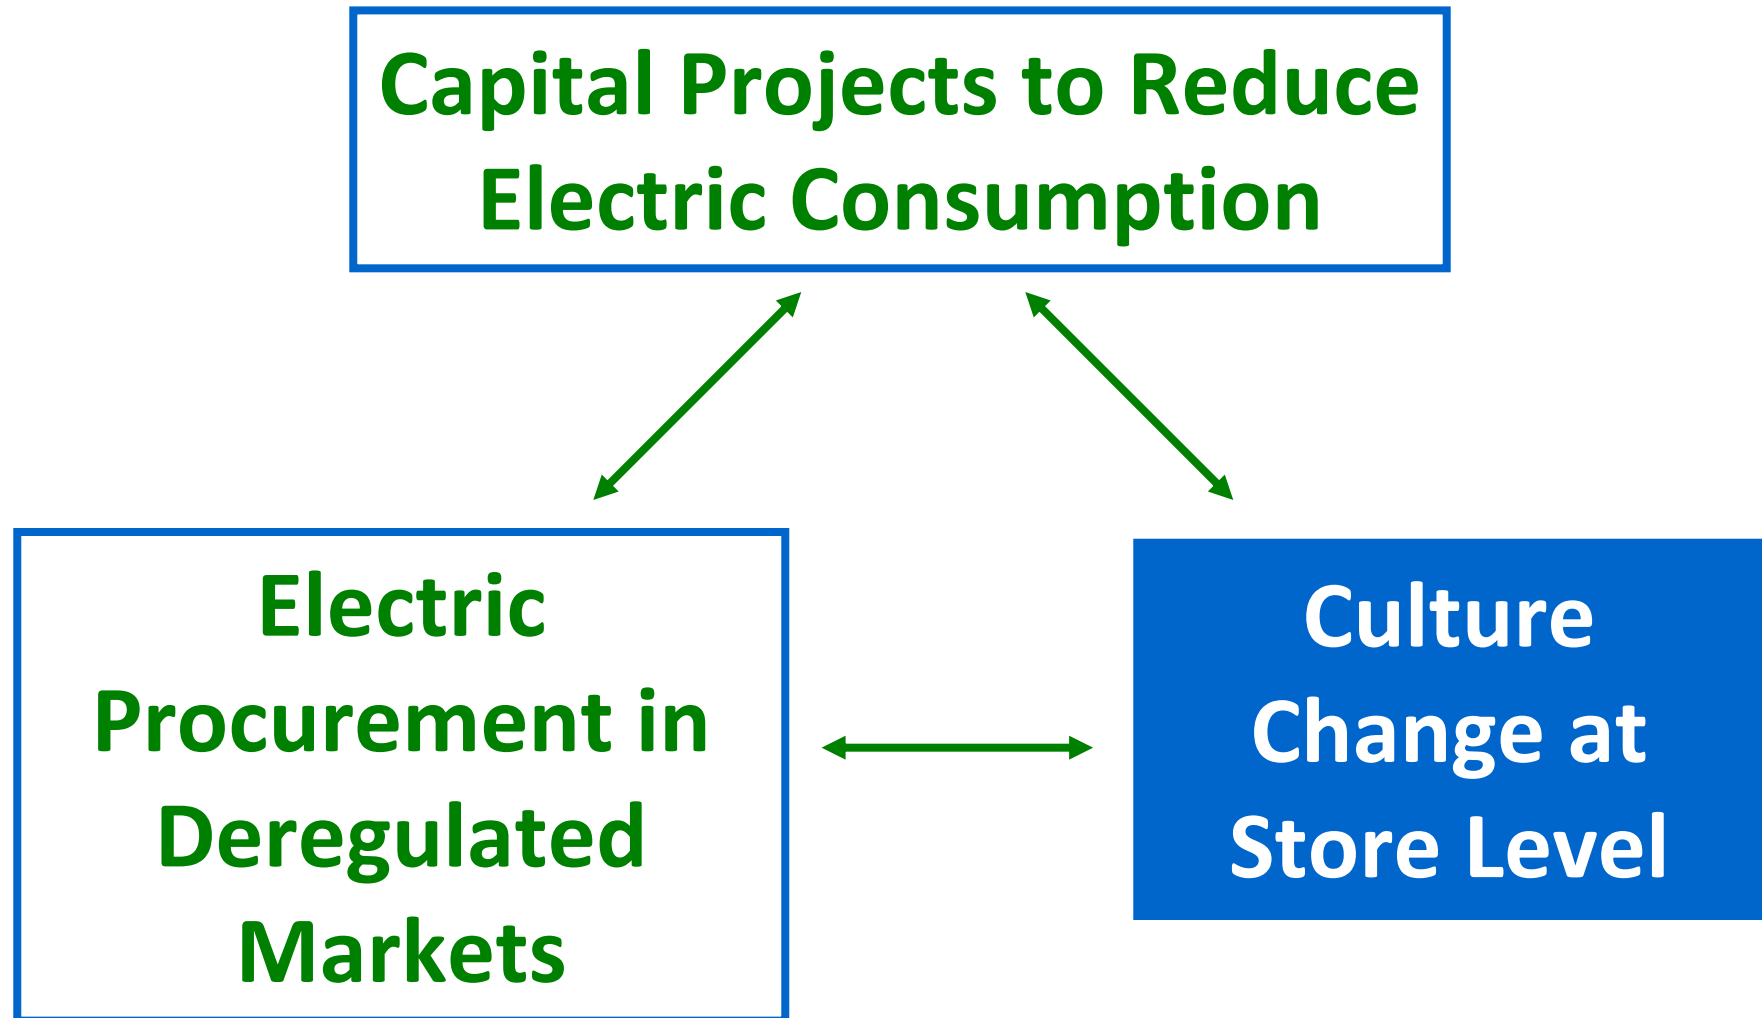 Capital Projects to Reduce
Electric Consumption
Electric
Procurement in
Deregulated
Markets
Culture
Change at
Store Level